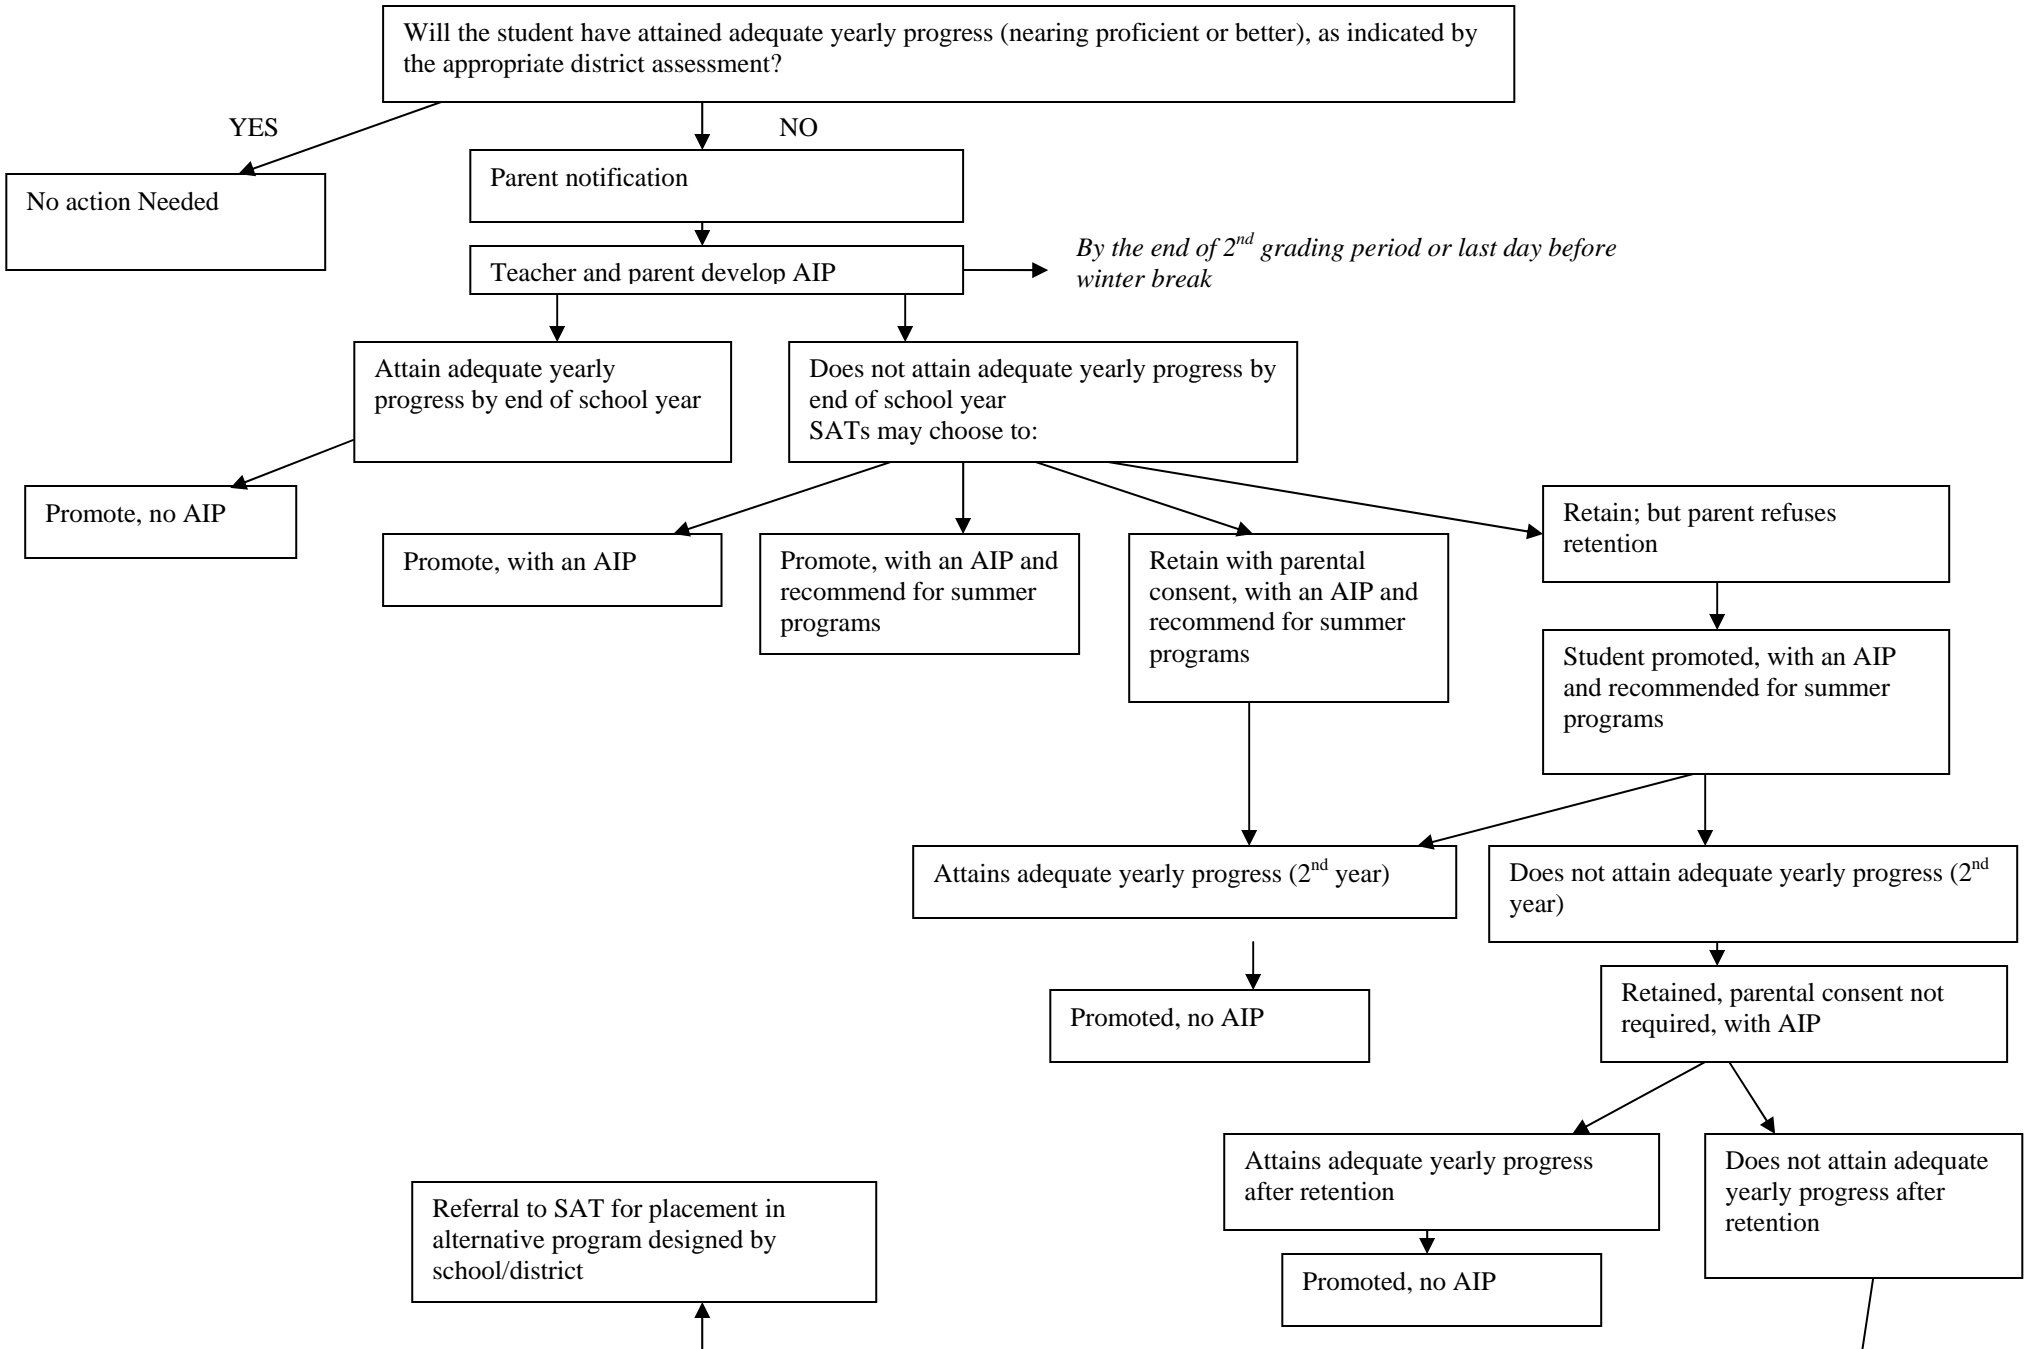 Will the student have attained adequate yearly progress (nearing proficient or better), as indicated by
the appropriate district assessment?
YES
NO
No action Needed
Parent notification
Teacher and parent develop AIP
By the end of 2nd grading period or last day before
winter break
Attain adequate yearly
progress by end of school year
Does not attain adequate yearly progress by
end of school year
SATs may choose to:
Promote, no AIP
Promote, with an AIP
Promote, with an AIP and
recommend for summer
programs
Retain with parental
consent, with an AIP and
recommend for summer
programs
Retain; but parent refuses
retention
Student promoted, with an AIP
and recommended for summer
programs
Attains adequate yearly progress (2nd year)
Does not attain adequate yearly progress (2nd
year)
Promoted, no AIP
Retained, parental consent not
required, with AIP
Attains adequate yearly progress
after retention
Does not attain adequate
yearly progress after
retention
Referral to SAT for placement in
alternative program designed by
school/district
Promoted, no AIP